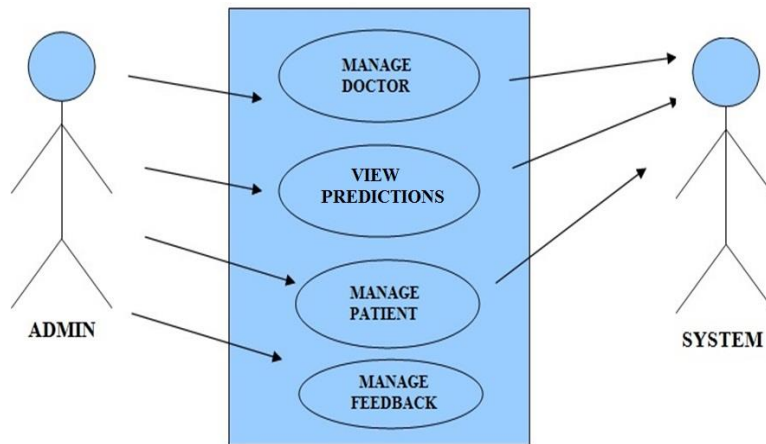 MANAGE
DOCTOR
VIEW
PREDICTIONS
MANAGE
PATIENT
ADMIN
SYSTEM
MANAGE
FEEDBACK